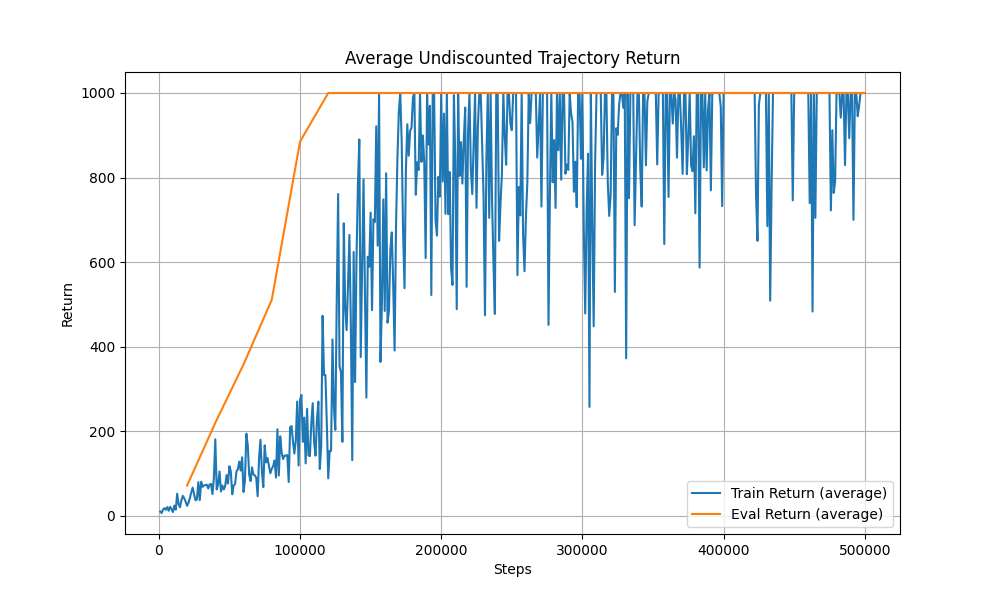 Average Undiscounted Trajectory Return
1000
800
600
400
200
0
Return
Train Return (average)
Eval Return (average)
0 100000 200000 300000 400000 500000
Steps